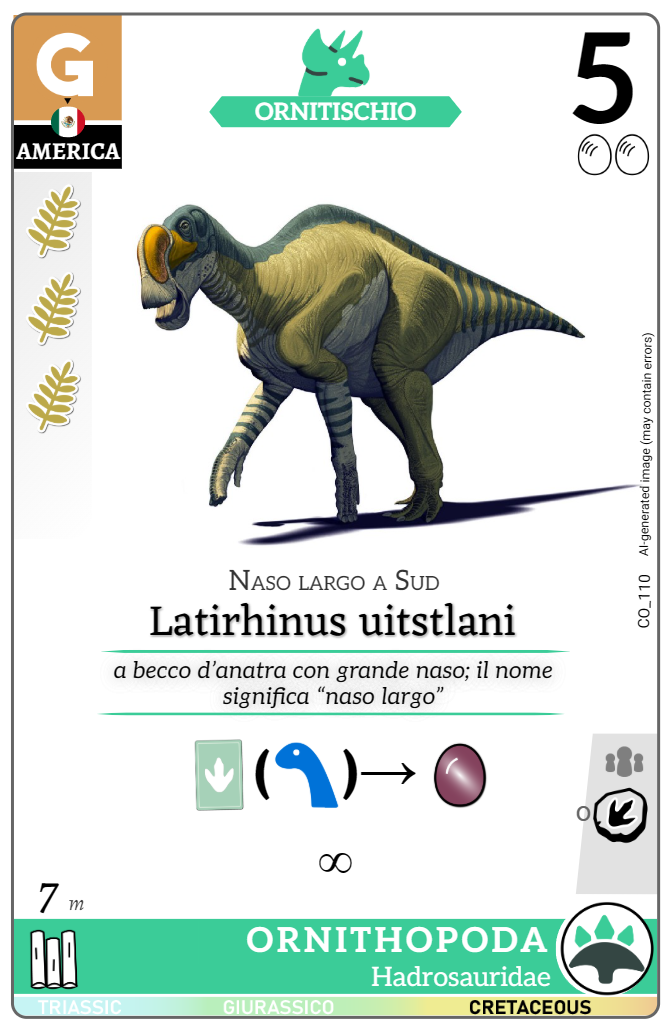 G
AMERICA
ORNITISCHIO
5
AI-generated image (may contain errors)
CO_110
Naso largo a Sud
Latirhinus uitstlani
a becco d’anatra con grande naso; il nome
significa “naso largo”
( ) →
∞
O
7 m
ORNITHOPODA
Hadrosauridae
TRIASSIC
GIURASSICO
CRETACEOUS